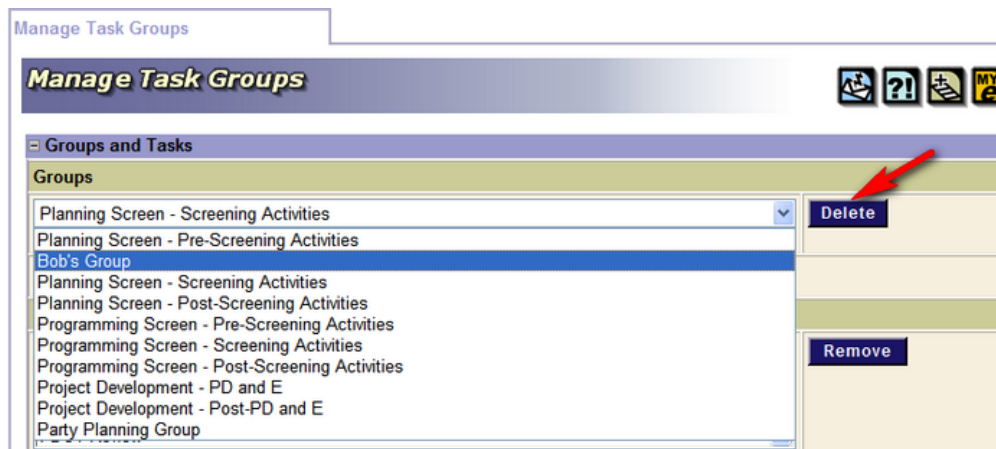 Manage Task Groups
Manage Task Groups
?!
MY
e
Groups and Tasks
Groups
Planning Screen - Screening Activities
Delete
Planning Screen - Pre-Screening Activities
Bob's Group
Planning Screen - Screening Activities
Planning Screen - Post-Screening Activities
Programming Screen - Pre-Screening Activities
Programming Screen - Screening Activities
Remove
Programming Screen - Post-Screening Activities
Project Development - PD and E
Project Development - Post-PD and E
Party Planning Group